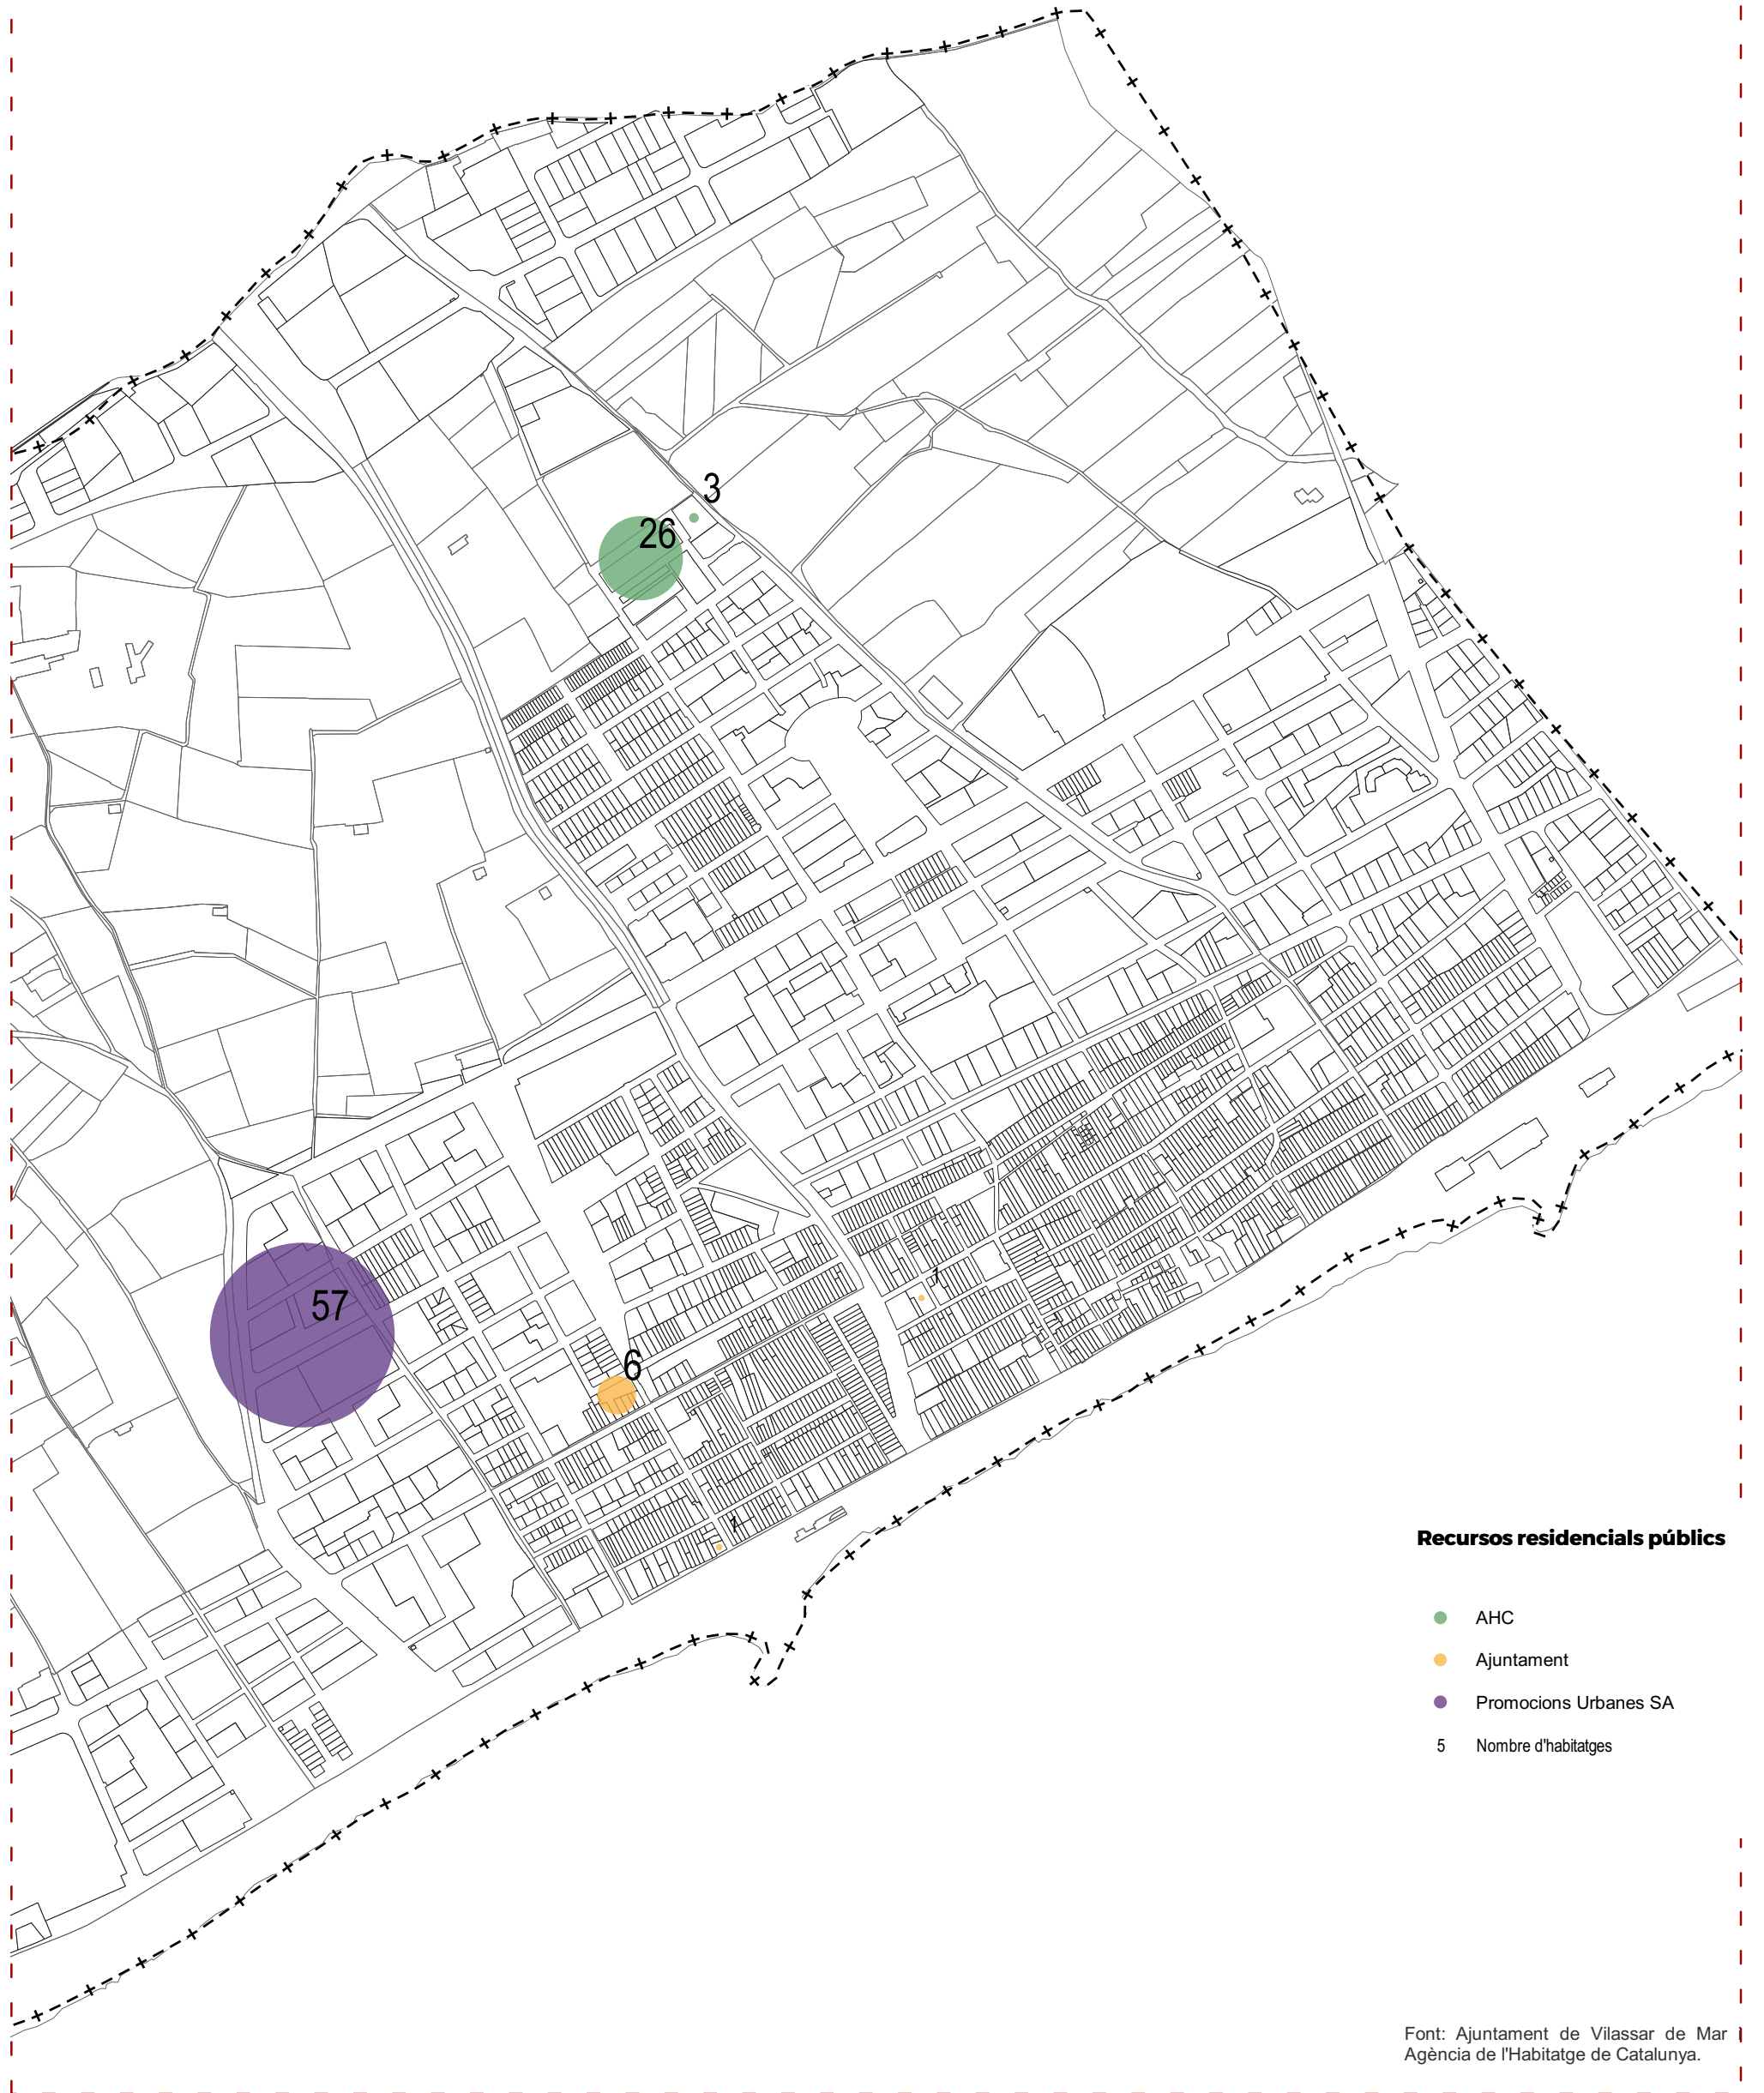 3
26
1
57
6
1
Recursos residencials públics
AHC
Ajuntament
Promocions Urbanes SA
5 Nombre d'habitatges
Font: Ajuntament de Vilassar de Mar i
Agència de l'Habitatge de Catalunya.